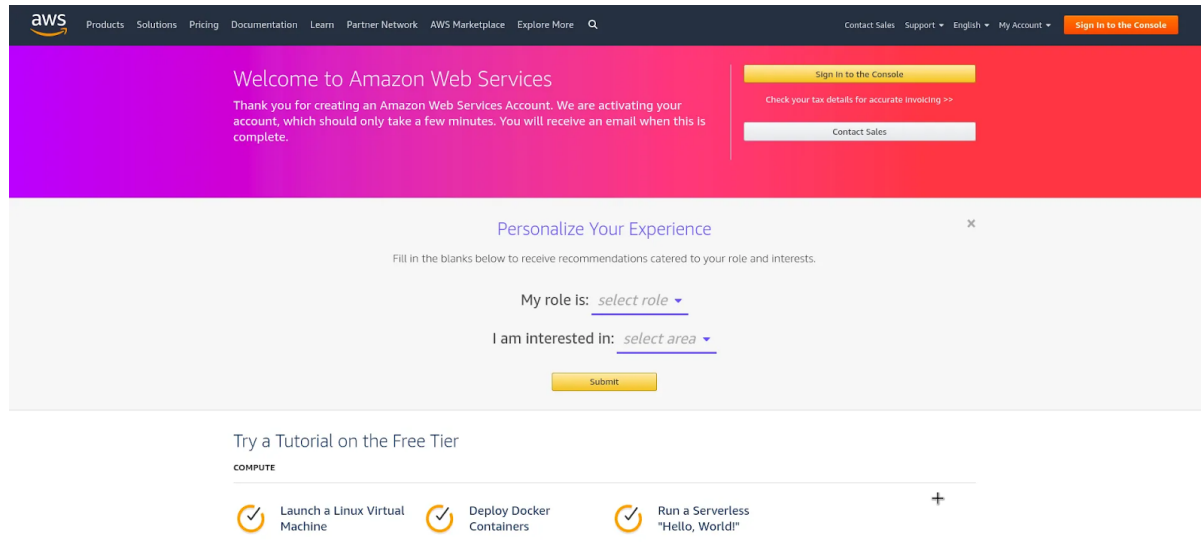 aws Products Solutions Pricing Documentation Learn Partner Network AWS Marketplace Explore More Contact Sales Support English My Account Sign In to the Console
Welcome to Amazon Web Services
Thank you for creating an Amazon Web Services Account. We are activating your
account, which should only take a few minutes. You will receive an email when this is
complete.
Sign In to the Console
Check your tax details for accurate invoicing >>
Contact Sales
Personalize Your Experience
Fill in the blanks below to receive recommendations catered to your role and interests.
My role is: select role
I am interested in: select area
Submit
Try a Tutorial on the Free Tier
COMPUTE
Launch a Linux Virtual
Machine
Deploy Docker
Containers
Run a Serverless
"Hello, World!"